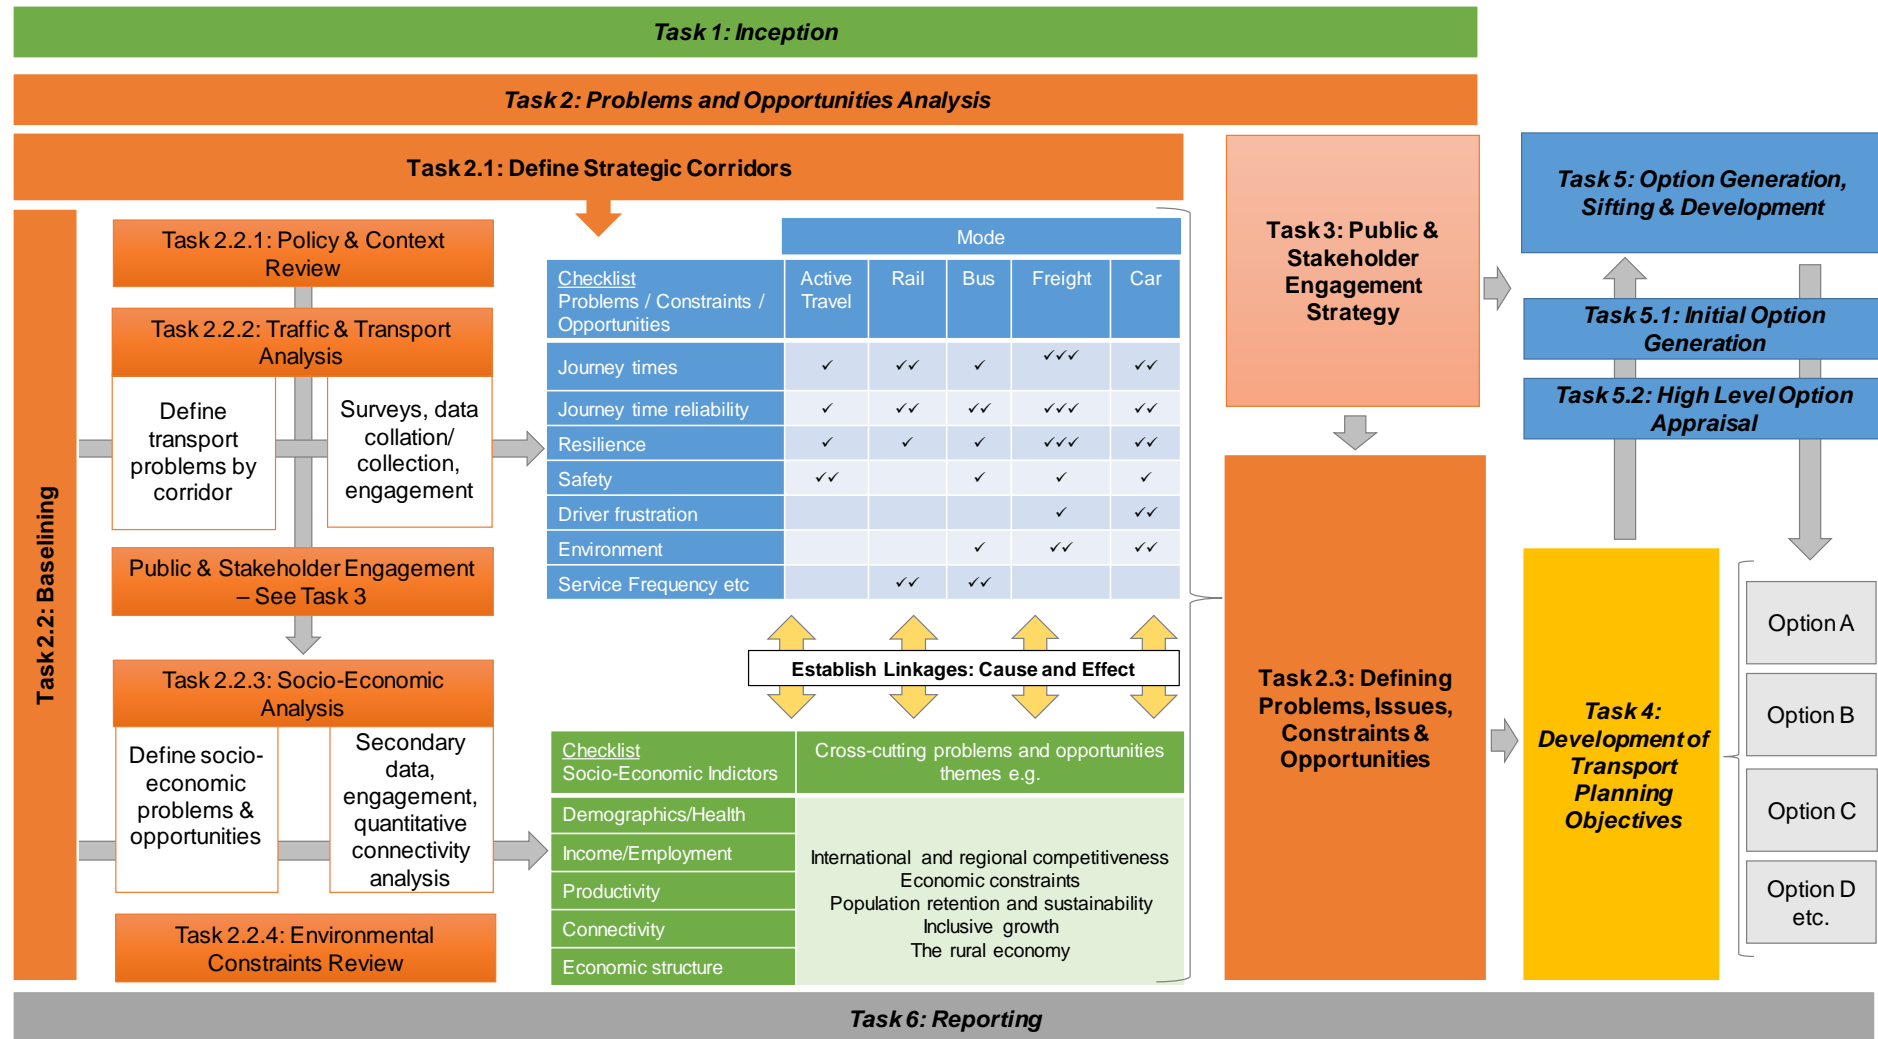 Task 1: Inception
Task 2: Problems and Opportunities Analysis
Task 2.1: Define Strategic Corridors
Task 2.2: Baselining
Task 2.2.1: Policy & Context
Review
Task 2.2.2: Traffic & Transport
Analysis
Define
transport
problems by
corridor
Surveys, data
collation/
collection,
engagement
Public & Stakeholder Engagement
– See Task 3
Task 2.2.3: Socio-Economic
Analysis
Define socio-
economic
problems &
opportunities
Secondary
data,
engagement,
quantitative
connectivity
analysis
Task 2.2.4: Environmental
Constraints Review
Mode
Checklist
Problems / Constraints /
Opportunities
Active
Travel
Rail
Bus
Freight
Car
Journey times ✓ ✓✓ ✓ ✓✓✓ ✓✓
Journey time reliability ✓ ✓✓ ✓✓ ✓✓✓ ✓✓
Resilience ✓ ✓ ✓ ✓✓✓ ✓✓
Safety ✓✓ ✓ ✓ ✓
Driver frustration ✓ ✓✓
Environment ✓ ✓✓ ✓✓
Service Frequency etc ✓✓ ✓✓
Establish Linkages: Cause and Effect
Checklist
Socio-Economic Indictors
Cross-cutting problems and opportunities
themes e.g.
Demographics/Health
Income/Employment
Productivity
Connectivity
Economic structure
International and regional competitiveness
Economic constraints
Population retention and sustainability
Inclusive growth
The rural economy
Task 3: Public &
Stakeholder
Engagement
Strategy
Task 2.3: Defining
Problems, Issues,
Constraints &
Opportunities
Task 5: Option Generation,
Sifting & Development
Task 5.1: Initial Option
Generation
Task 5.2: High Level Option
Appraisal
Task 4:
Development of
Transport
Planning
Objectives
Option A
Option B
Option C
Option D
etc.
Task 6: Reporting